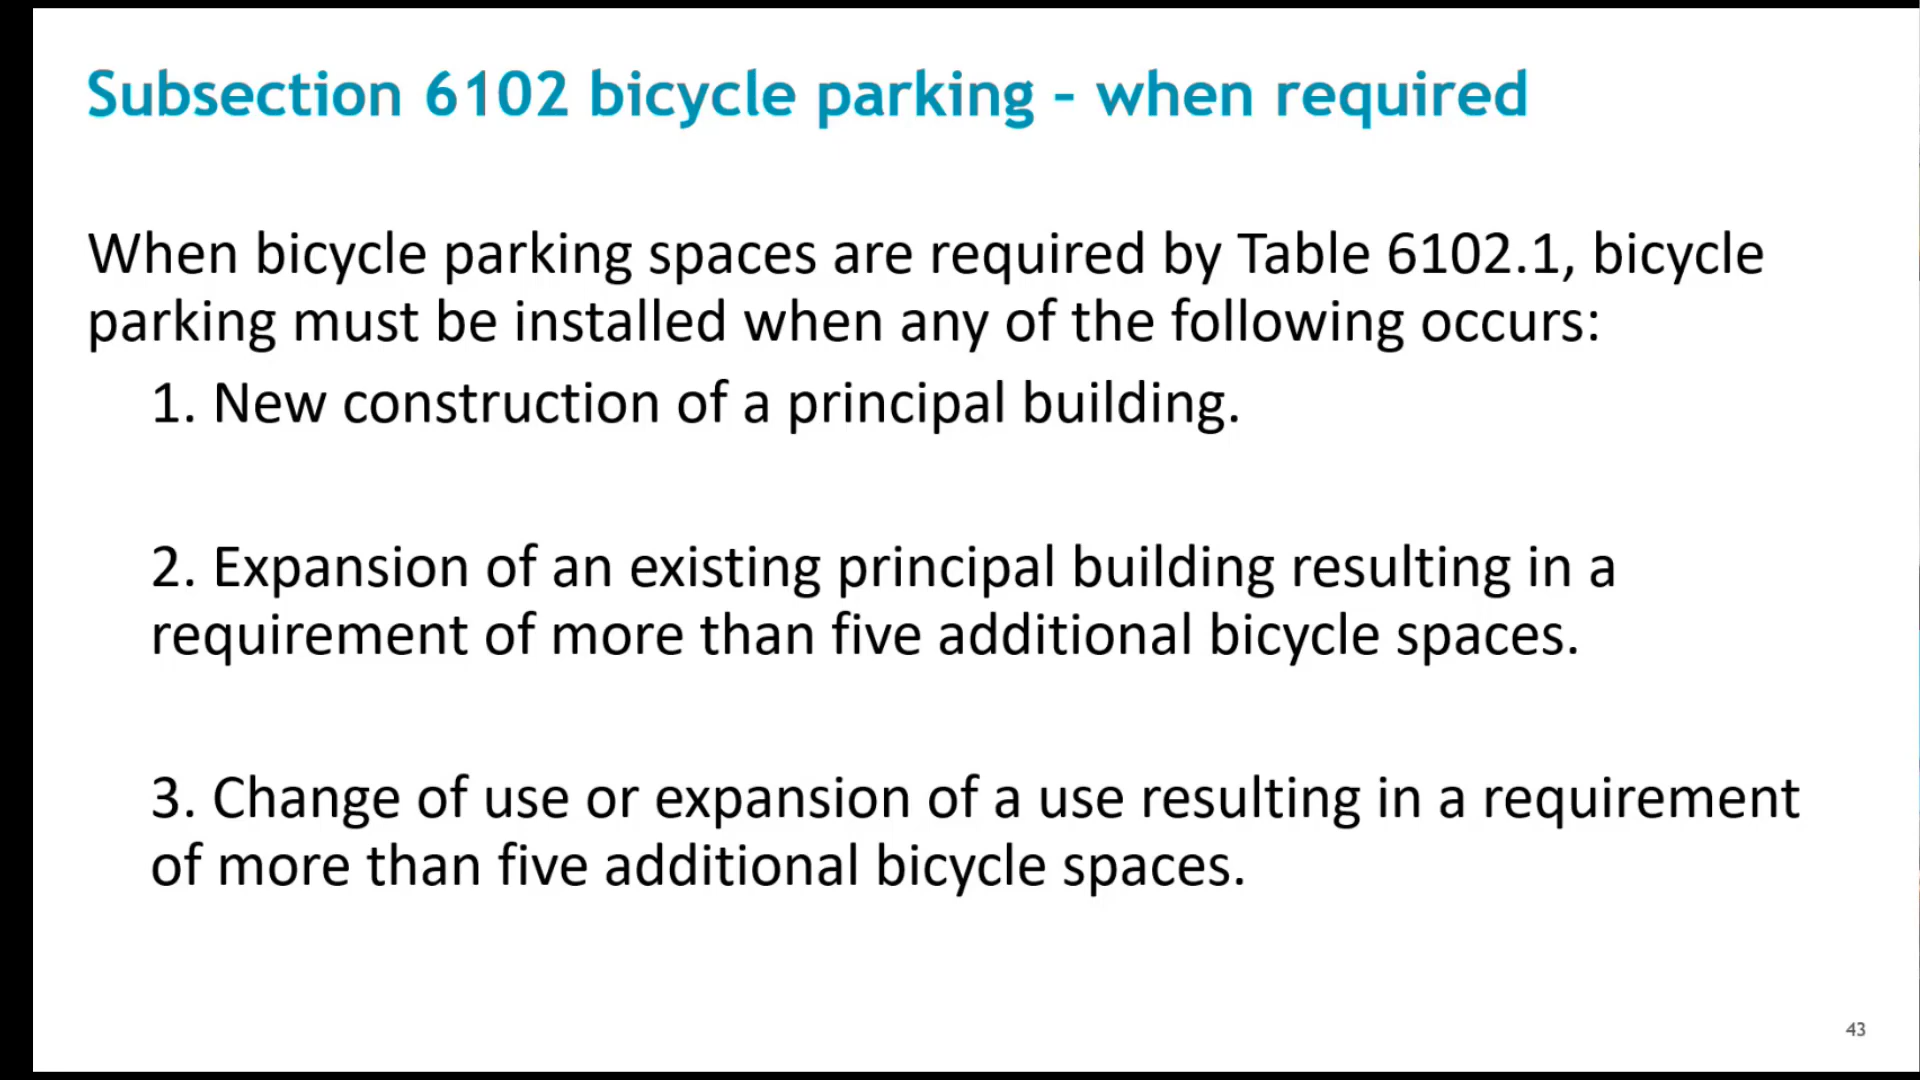 Subsection 6102 bicycle parking – when required
When bicycle parking spaces are required by Table 6102.1, bicycle
parking must be installed when any of the following occurs:
1. New construction of a principal building.
2. Expansion of an existing principal building resulting in a
requirement of more than five additional bicycle spaces.
3. Change of use or expansion of a use resulting in a requirement
of more than five additional bicycle spaces.
43